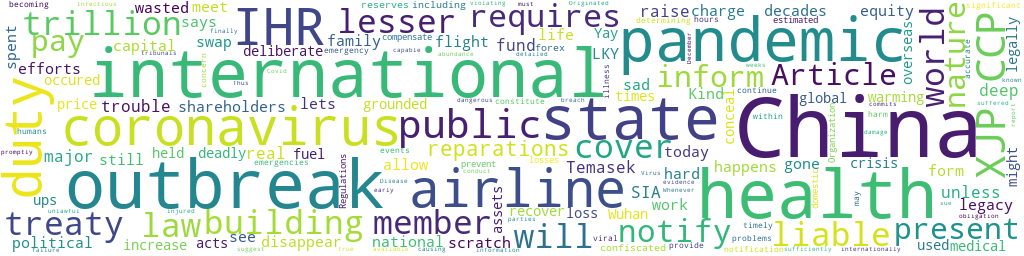 becoming infectious violating must Originated
trillion IHR lesser requires pandemic
says wasted meet reserves including raise charge decades equity
finally tribunals compensate capable forex determining hours estimated significant
spent pay capital swap deliberate family flight fund life Yay LKY overseas world nature XJP CCP known legally accurate
efforts emergency abundance detailed December
occured concern Covid illness sad inform Article deep
international Kind
price trouble lets grounded times global warming
humans shareholders Thus dangerous constitute breach weeks continue commits harm suffered report
duty coronavirus public state conceal within Organization damage China
promptly deadly real fuel events reparations cover today happens gone crisis form might
major still held emergencies prevent conduct losses
ups Disease allow Temasek hard domestic unless
outbreak Regulations airline assets Virus evidence whenever SIA work health may sue legacy
unlawful injured parties recover loss Wuhan obligation
treaty law building member will notify liable present
political increase acts see disappear national scratch viral confiscated timely problems used medical
failure suggest true available causing information provide notification sufficiently internationally